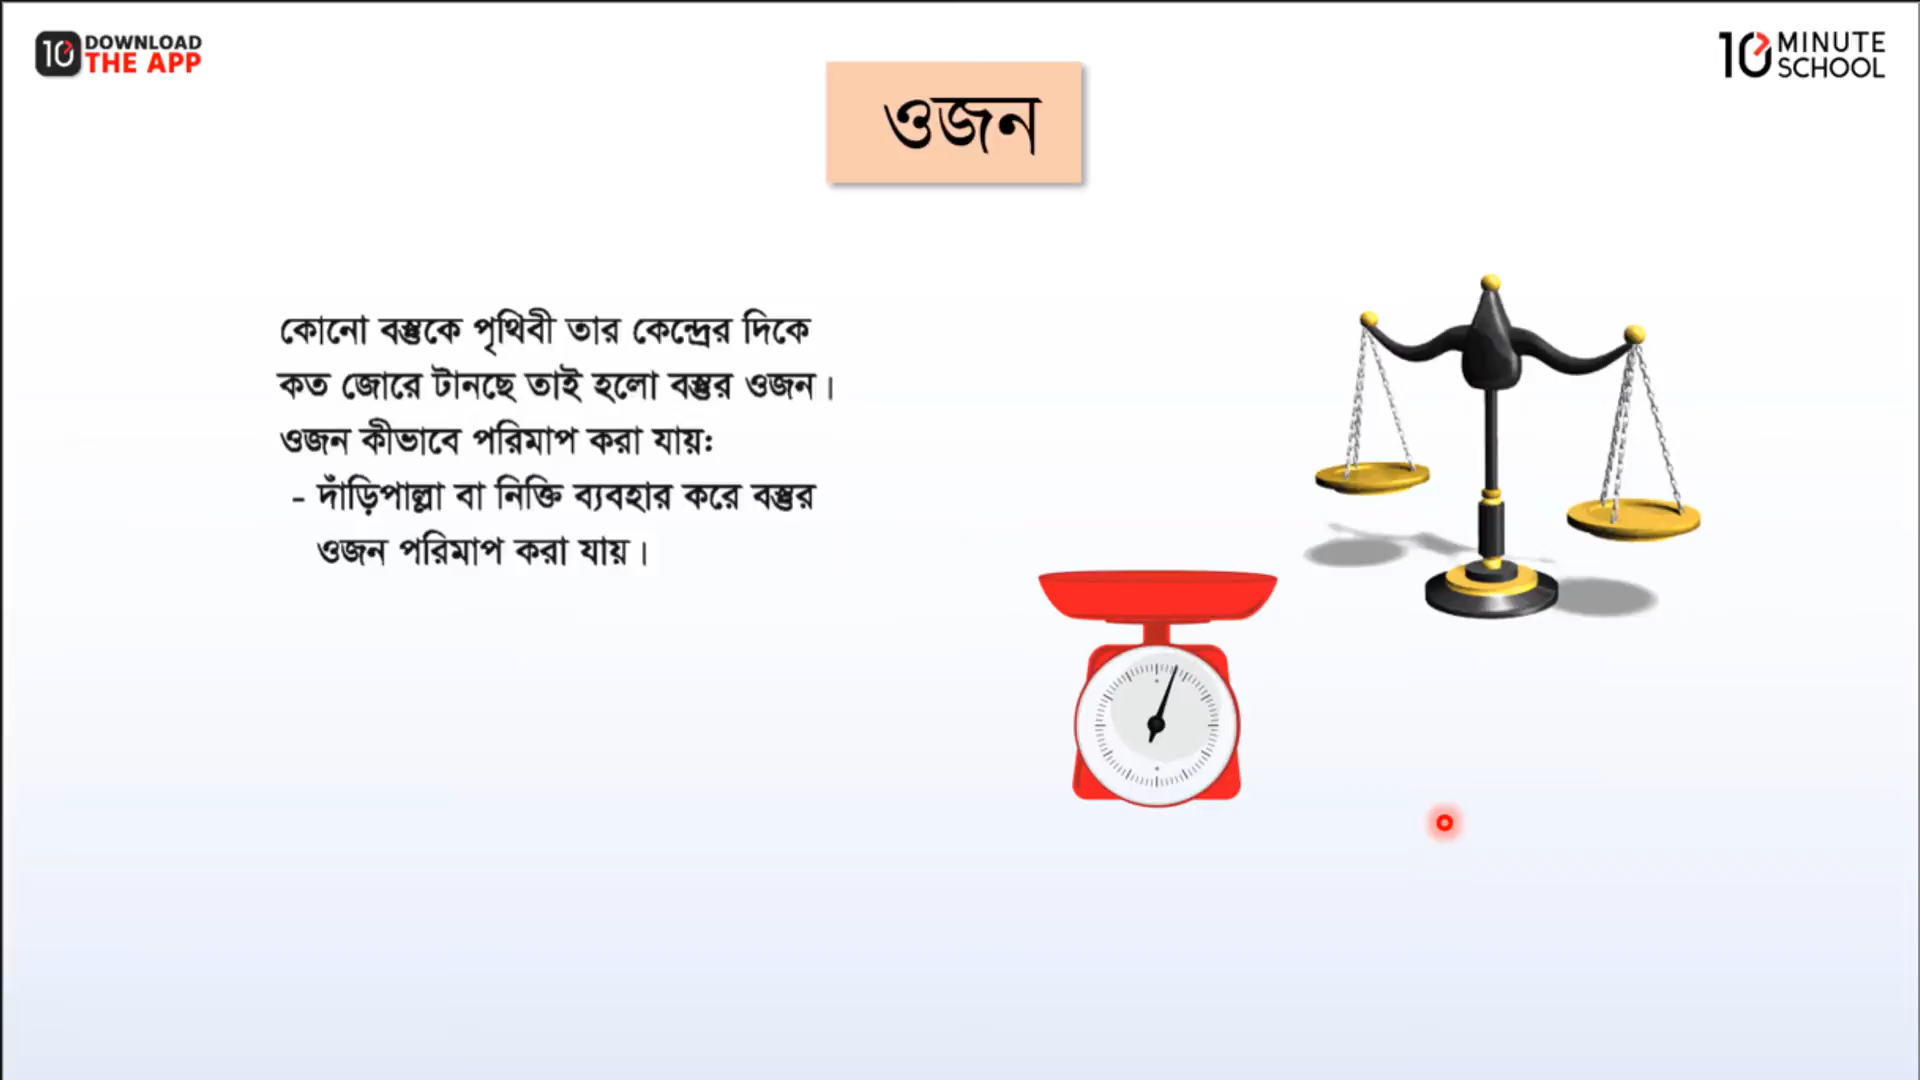 DOWNLOAD
THE APP
10 MINUTE
SCHOOL
ওজন
কোনো বস্তুকে পৃথিবী তার কেন্দ্রের দিকে
কত জোরে টানছে তাই হলো বস্তুর ওজন।
ওজন কীভাবে পরিমাপ করা যায়ঃ
- দাঁড়িপাল্লা বা নিক্তি ব্যবহার করে বস্তুর
ওজন পরিমাপ করা যায়।